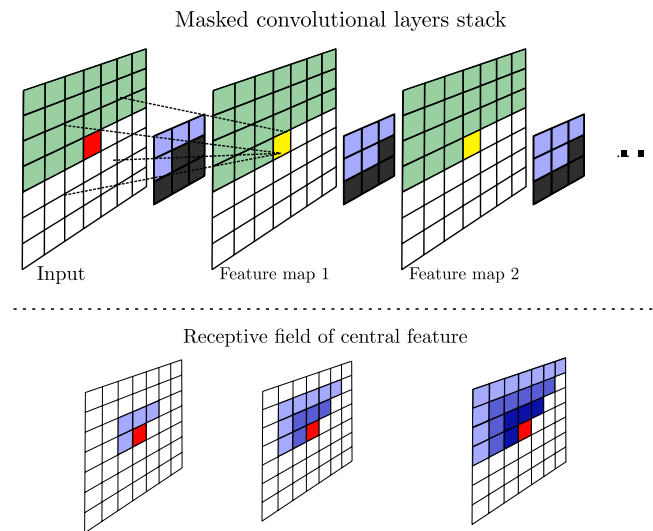 Masked convolutional layers stack
Input
Feature map 1
Feature map 2
Receptive field of central feature